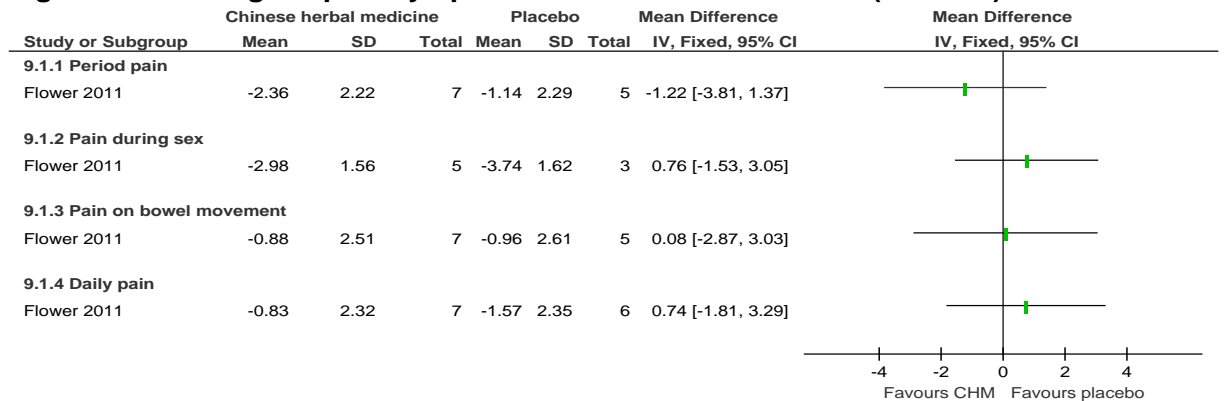 Chinese herbal medicine Placebo Mean Difference Mean Difference
Study or Subgroup Mean SD Total Mean SD Total IV, Fixed, 95% CI IV, Fixed, 95% CI
9.1.1 Period pain
Flower 2011 -2.36 2.22 7 -1.14 2.29 5 -1.22 [-3.81, 1.37]
9.1.2 Pain during sex
Flower 2011 -2.98 1.56 5 -3.74 1.62 3 0.76 [-1.53, 3.05]
9.1.3 Pain on bowel movement
Flower 2011 -0.88 2.51 7 -0.96 2.61 5 0.08 [-2.87, 3.03]
9.1.4 Daily pain
Flower 2011 -0.83 2.32 7 -1.57 2.35 6 0.74 [-1.81, 3.29]
-4 -2 0 2 4
Favours CHM Favours placebo